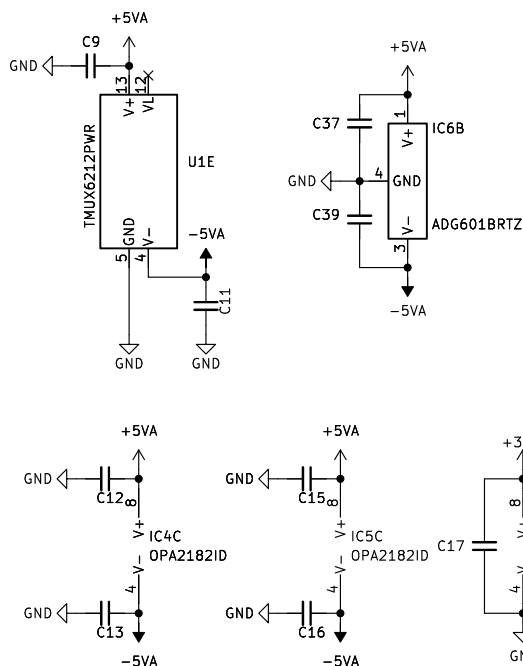 +5VA
C9
GND
13
12
V+
VL
TMUX6212PWR
U1E
GND
V-
5
4
-5VA
C11
GND
GND
+5VA
1
C37
IC6B
V+
GND
4
GND
C39
V-
ADG601BRTZ
3
-5VA
+5VA
GND
C12
8
V+
IC4C
OPA2182ID
V-
4
GND
C13
-5VA
+5VA
GND
C15
8
V+
IC5C
OPA2182ID
V-
4
GND
C16
-5VA
+3
8
V+
C17
V-
4